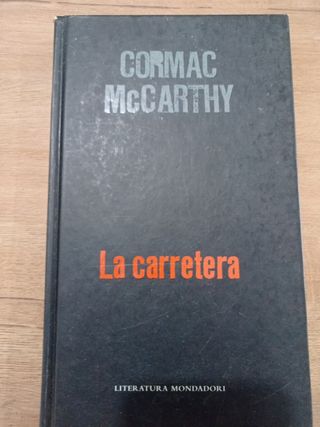 CORMAC
McCARTHY
La carretera
LITERATURA MONDADORI